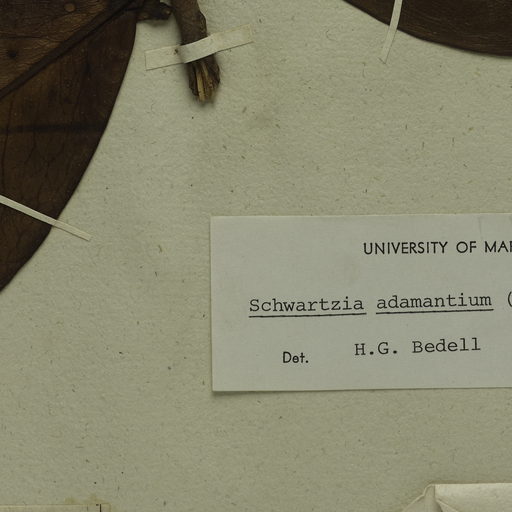 UNIVERSITY OF MA
Schwartzia adamantium (
Det. H.G. Bedell